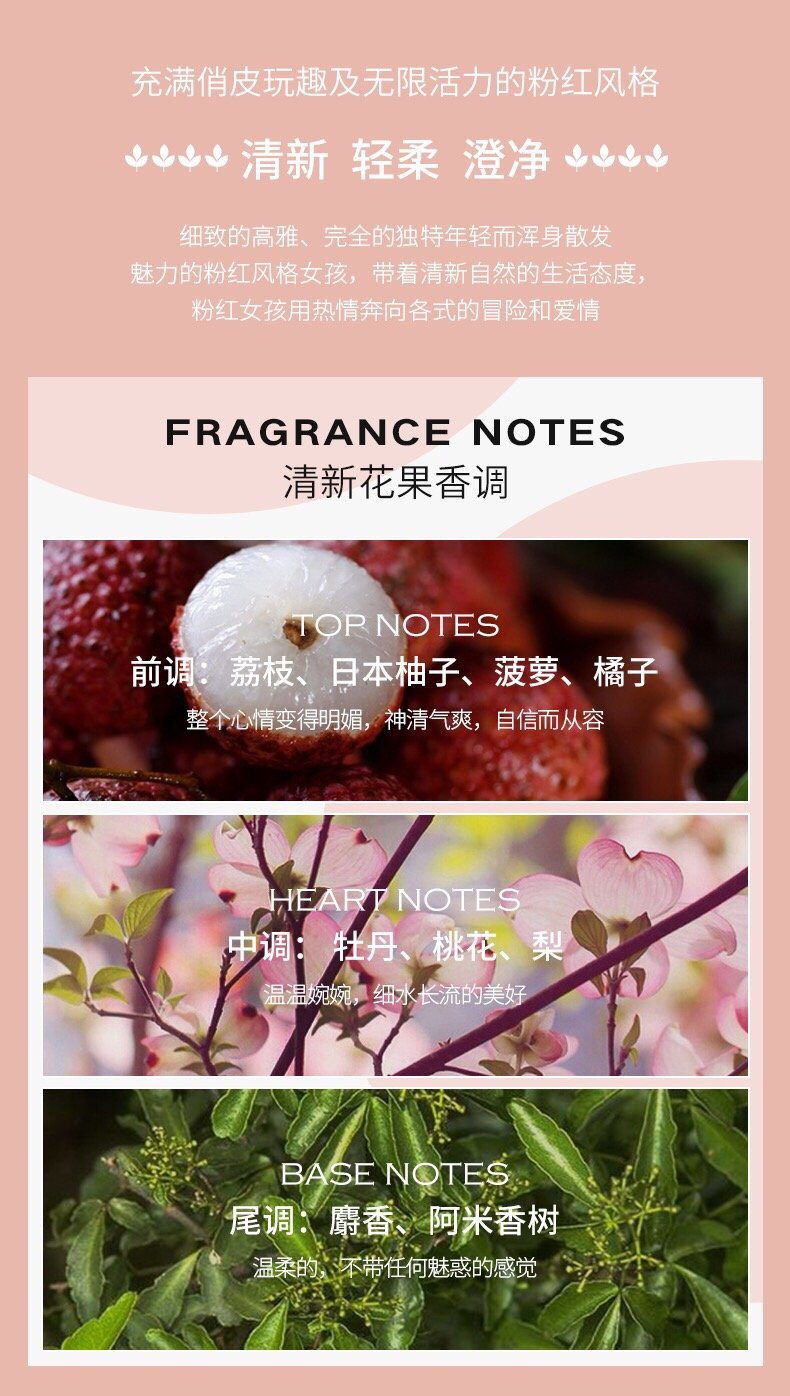 充满俏皮玩趣及无限活力的粉红风格
清新 轻柔 澄净
细致的高雅、完全的独特年轻而浑身散发
魅力的粉红风格女孩，带着清新自然的生活态度，
粉红女孩用热情奔向各式的冒险和爱情
FRAGRANCE NOTES
清新花果香调
TOP NOTES
前调：荔枝、日本柚子、菠萝、橘子
整个心情变得明媚，神清气爽，自信而从容
HEART NOTES
中调： 牡丹、桃花、梨
温温婉婉，细水长流的美好
BASE NOTES
尾调：麝香、阿米香树
温柔的，不带任何魅惑的感觉